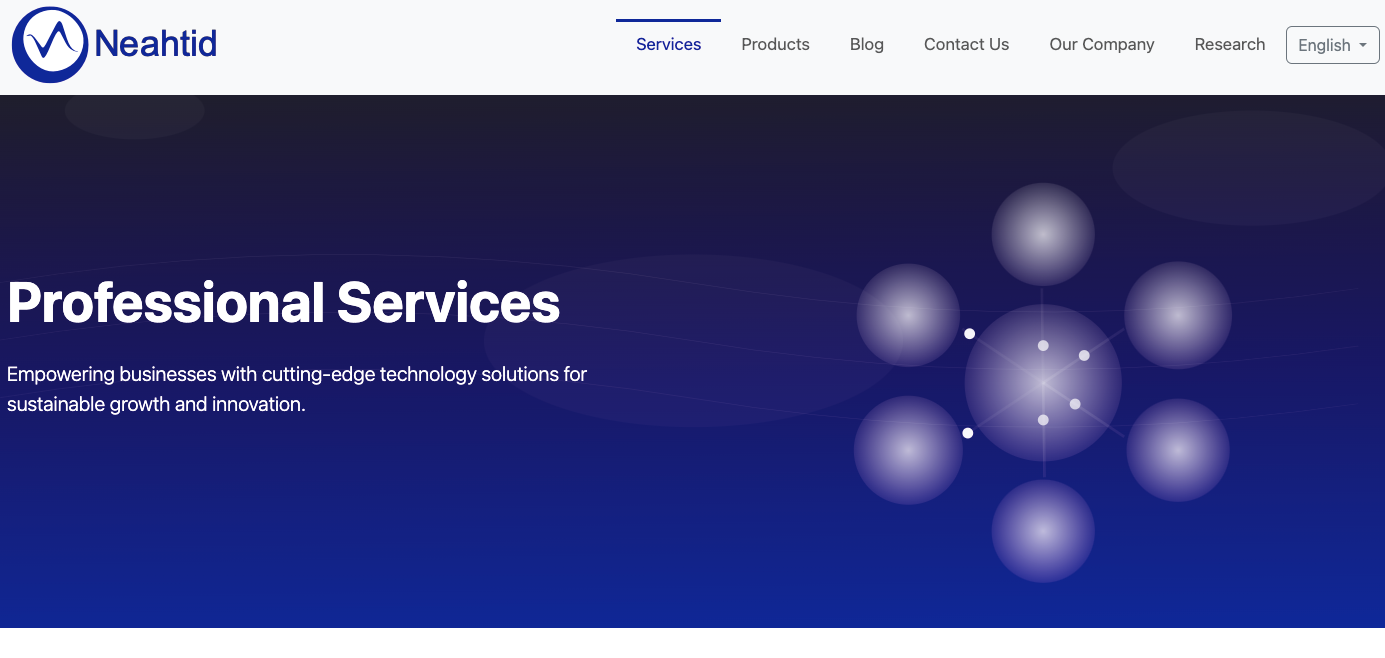 Neahtid
Services
Products
Blog
Contact Us
Our Company
Research
English
Professional Services
Empowering businesses with cutting-edge technology solutions for
sustainable growth and innovation.